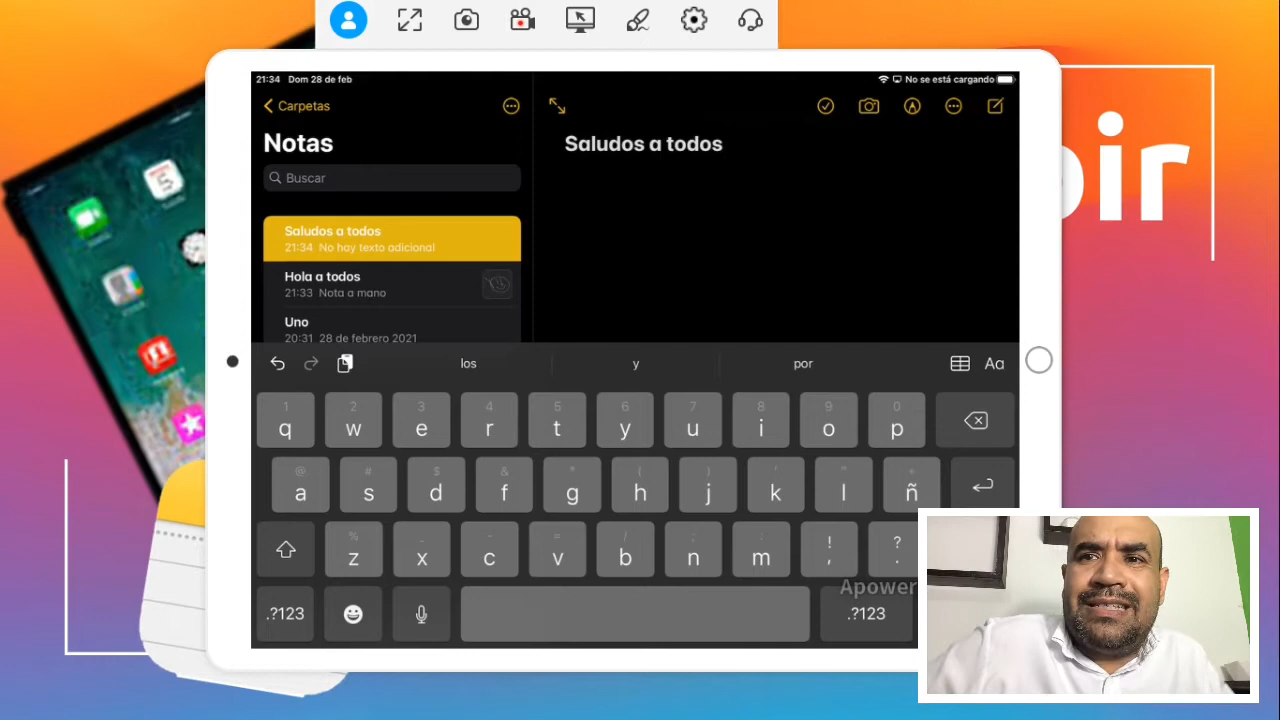 21:34 Dom 28 de feb
No se está cargando
Carpetas
Notas
Buscar
Saludos a todos
21:34 No hay texto adicional
Hola a todos
21:33 Nota a mano
Uno
20:31 28 de febrero 2021
Saludos a todos
los y por
Aa
1 2 3 4 5 6 7 8 9 0
q w e r t y u i o p
@ # $ & * ( ) ' " +
a s d f g h j k l ñ
% - = / ; :
z x c v b n m ! , ? .
Apower
.?123 .?123
5
pir